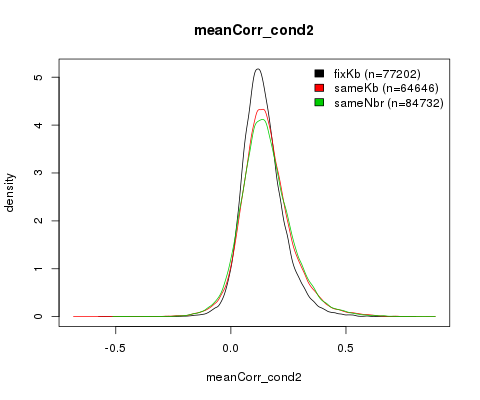 meanCorr_cond2
fixKb (n=77202)
sameKb (n=64646)
sameNbr (n=84732)
density
5
4
3
2
1
0
-0.5
0.0
0.5
meanCorr_cond2